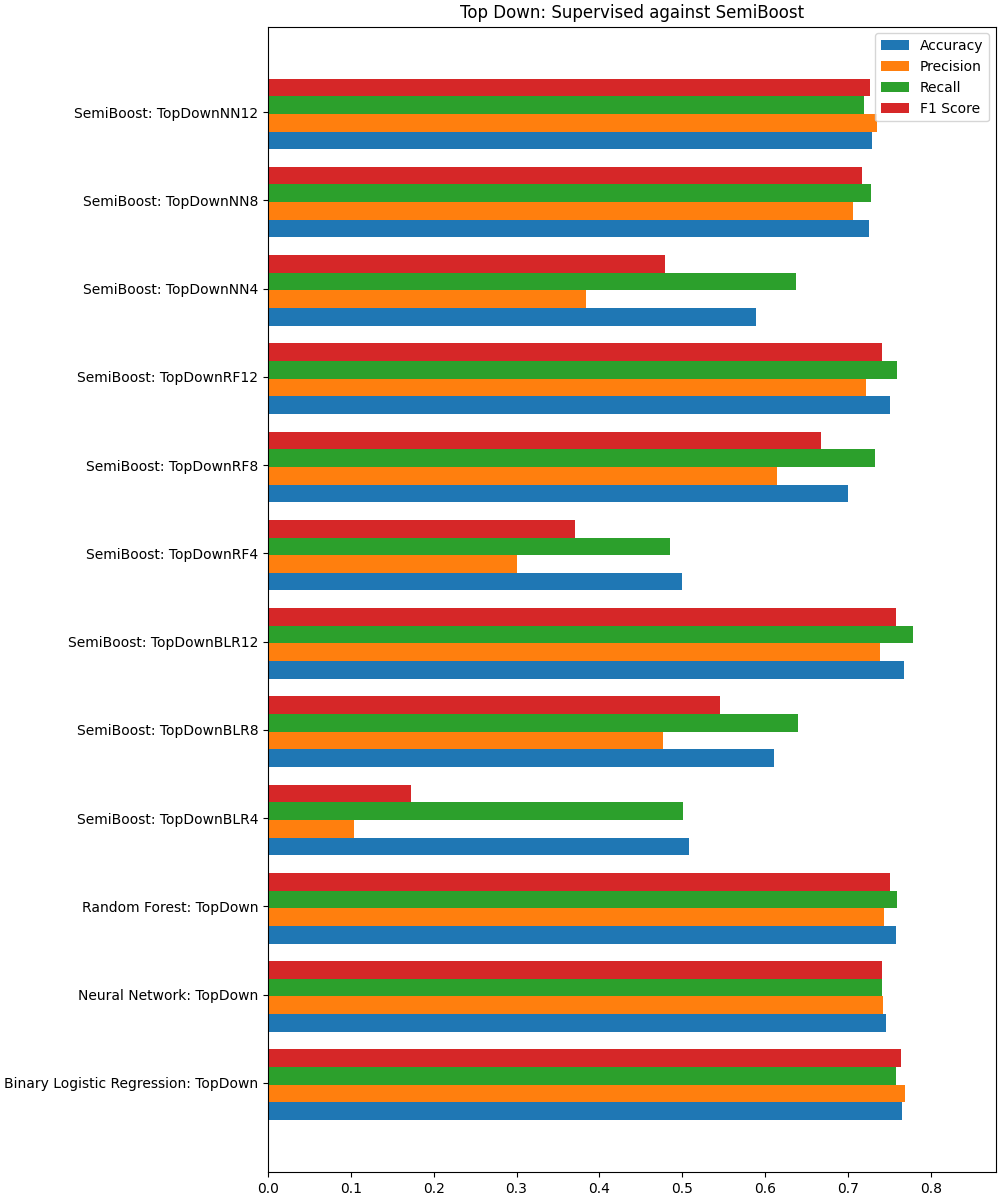 Top Down: Supervised against SemiBoost
Accuracy
Precision
Recall
F1 Score
SemiBoost: TopDownNN12
SemiBoost: TopDownNN8
SemiBoost: TopDownNN4
SemiBoost: TopDownRF12
SemiBoost: TopDownRF8
SemiBoost: TopDownRF4
SemiBoost: TopDownBLR12
SemiBoost: TopDownBLR8
SemiBoost: TopDownBLR4
Random Forest: TopDown
Neural Network: TopDown
Binary Logistic Regression: TopDown
0.0 0.1 0.2 0.3 0.4 0.5 0.6 0.7 0.8